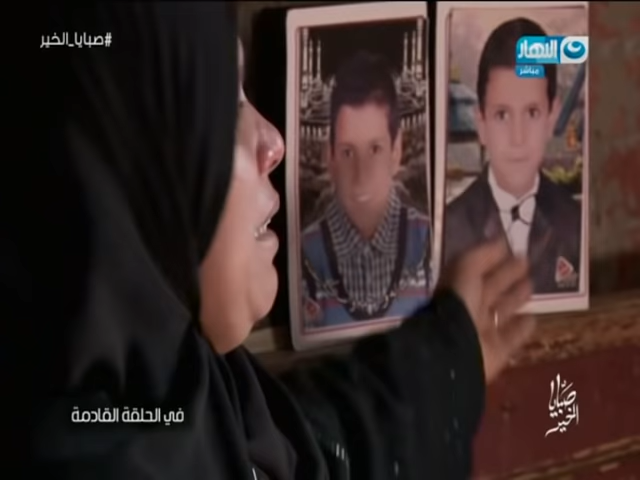 #صبايا_الخير
النهار
مباشر
صبايا
الخير
في الحلقة القادمة